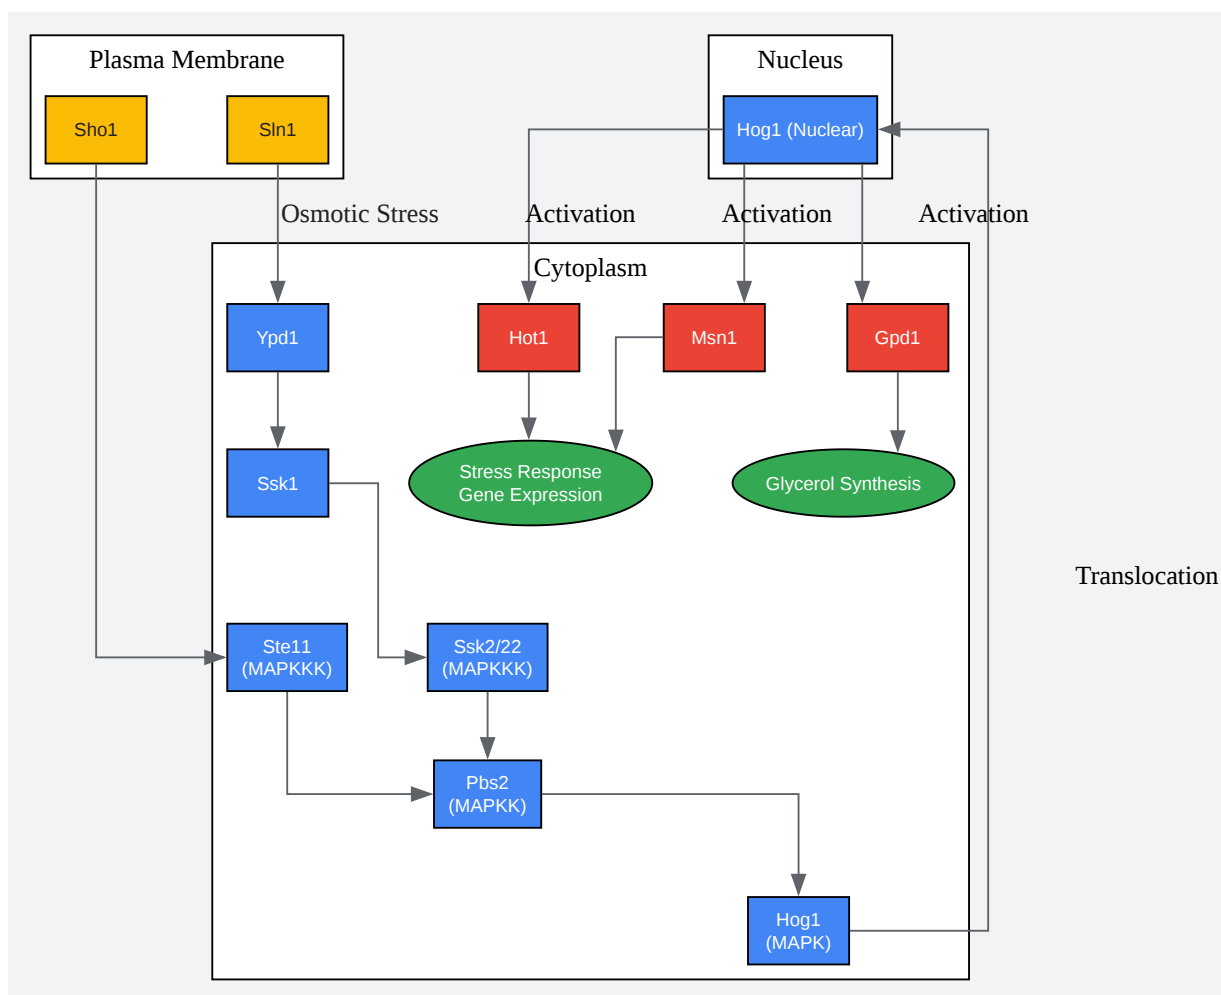 Plasma Membrane
Nucleus
Sho1
Sln1
Hog1 (Nuclear)
Osmotic Stress
Activation
Activation
Activation
Cytoplasm
Ypd1
Hot1
Msn1
Gpd1
Ssk1
Stress Response
Gene Expression
Glycerol Synthesis
Translocation
Ste11
(MAPKKK)
Ssk2/22
(MAPKKK)
Pbs2
(MAPKK)
Hog1
(MAPK)